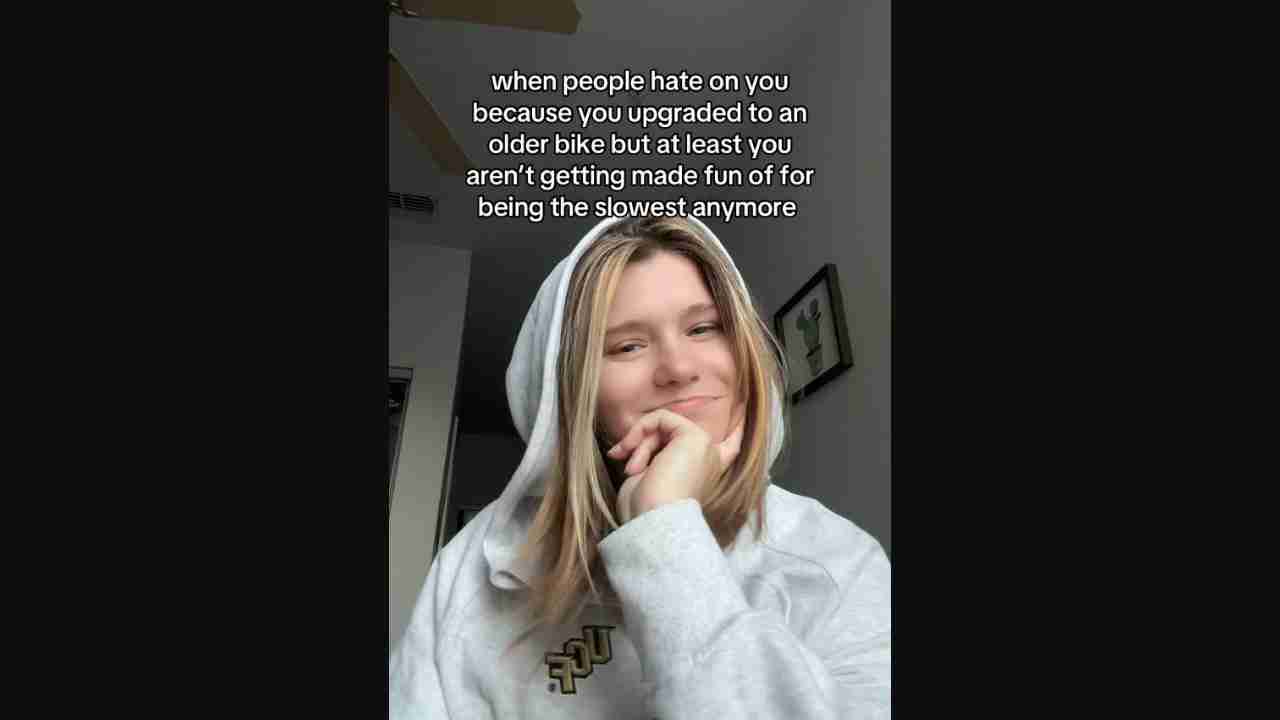 when people hate on you
because you upgraded to an
older bike but at least you
aren’t getting made fun of for
being the slowest anymore
UCF